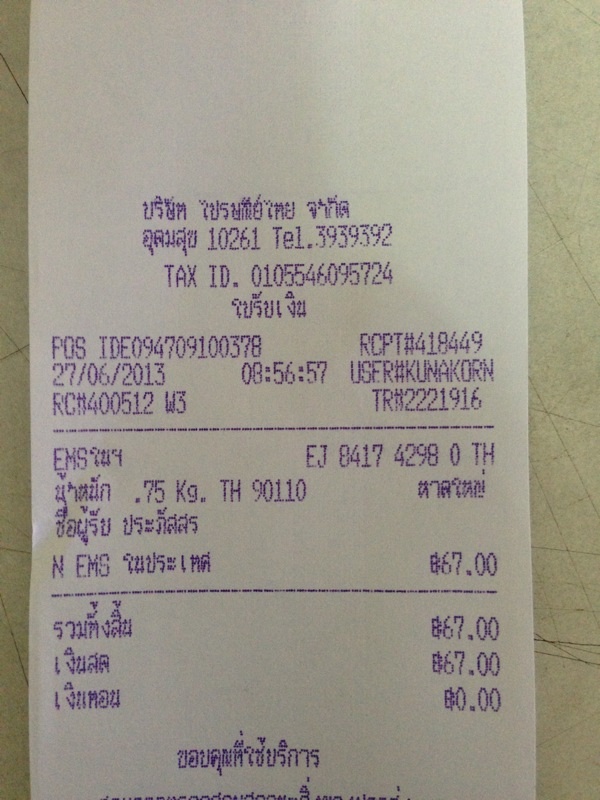 บริษัท ไปรษณีย์ไทย จำกัด
อุดมสุข 10261 Tel.3939392
TAX ID. 0105546095724
ใบรับเงิน
POS IDE094709100378 RCPT#418449
27/06/2013 08:56:57 USER#KUNAKORN
RC#400512 W3 TR#2221916
EMSในฯ EJ 8417 4298 0 TH
น้ำหนัก .75 Kg. TH 90110 หาดใหญ่
ชื่อผู้รับ ประภัสสร
N EMS ในประเทศ ฿67.00
รวมทั้งสิ้น ฿67.00
เงินสด ฿67.00
เงินทอน ฿0.00
ขอบคุณที่ใช้บริการ